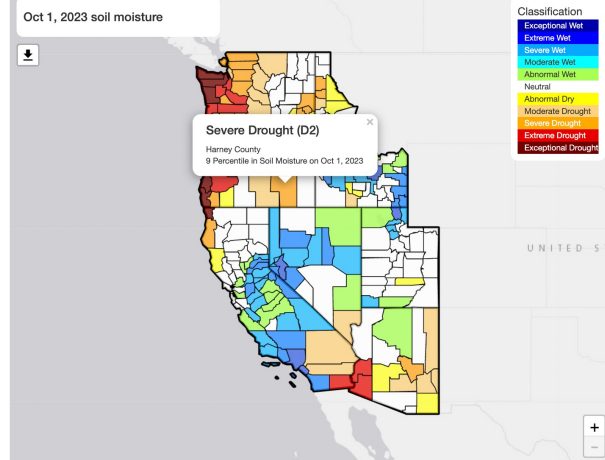 Oct 1, 2023 soil moisture
Classification
Exceptional Wet
Extreme Wet
Severe Wet
Moderate Wet
Abnormal Wet
Neutral
Abnormal Dry
Moderate Drought
Severe Drought
Extreme Drought
Exceptional Drought
×
Severe Drought (D2)
Harney County
9 Percentile in Soil Moisture on Oct 1, 2023
UNITED S
+
−